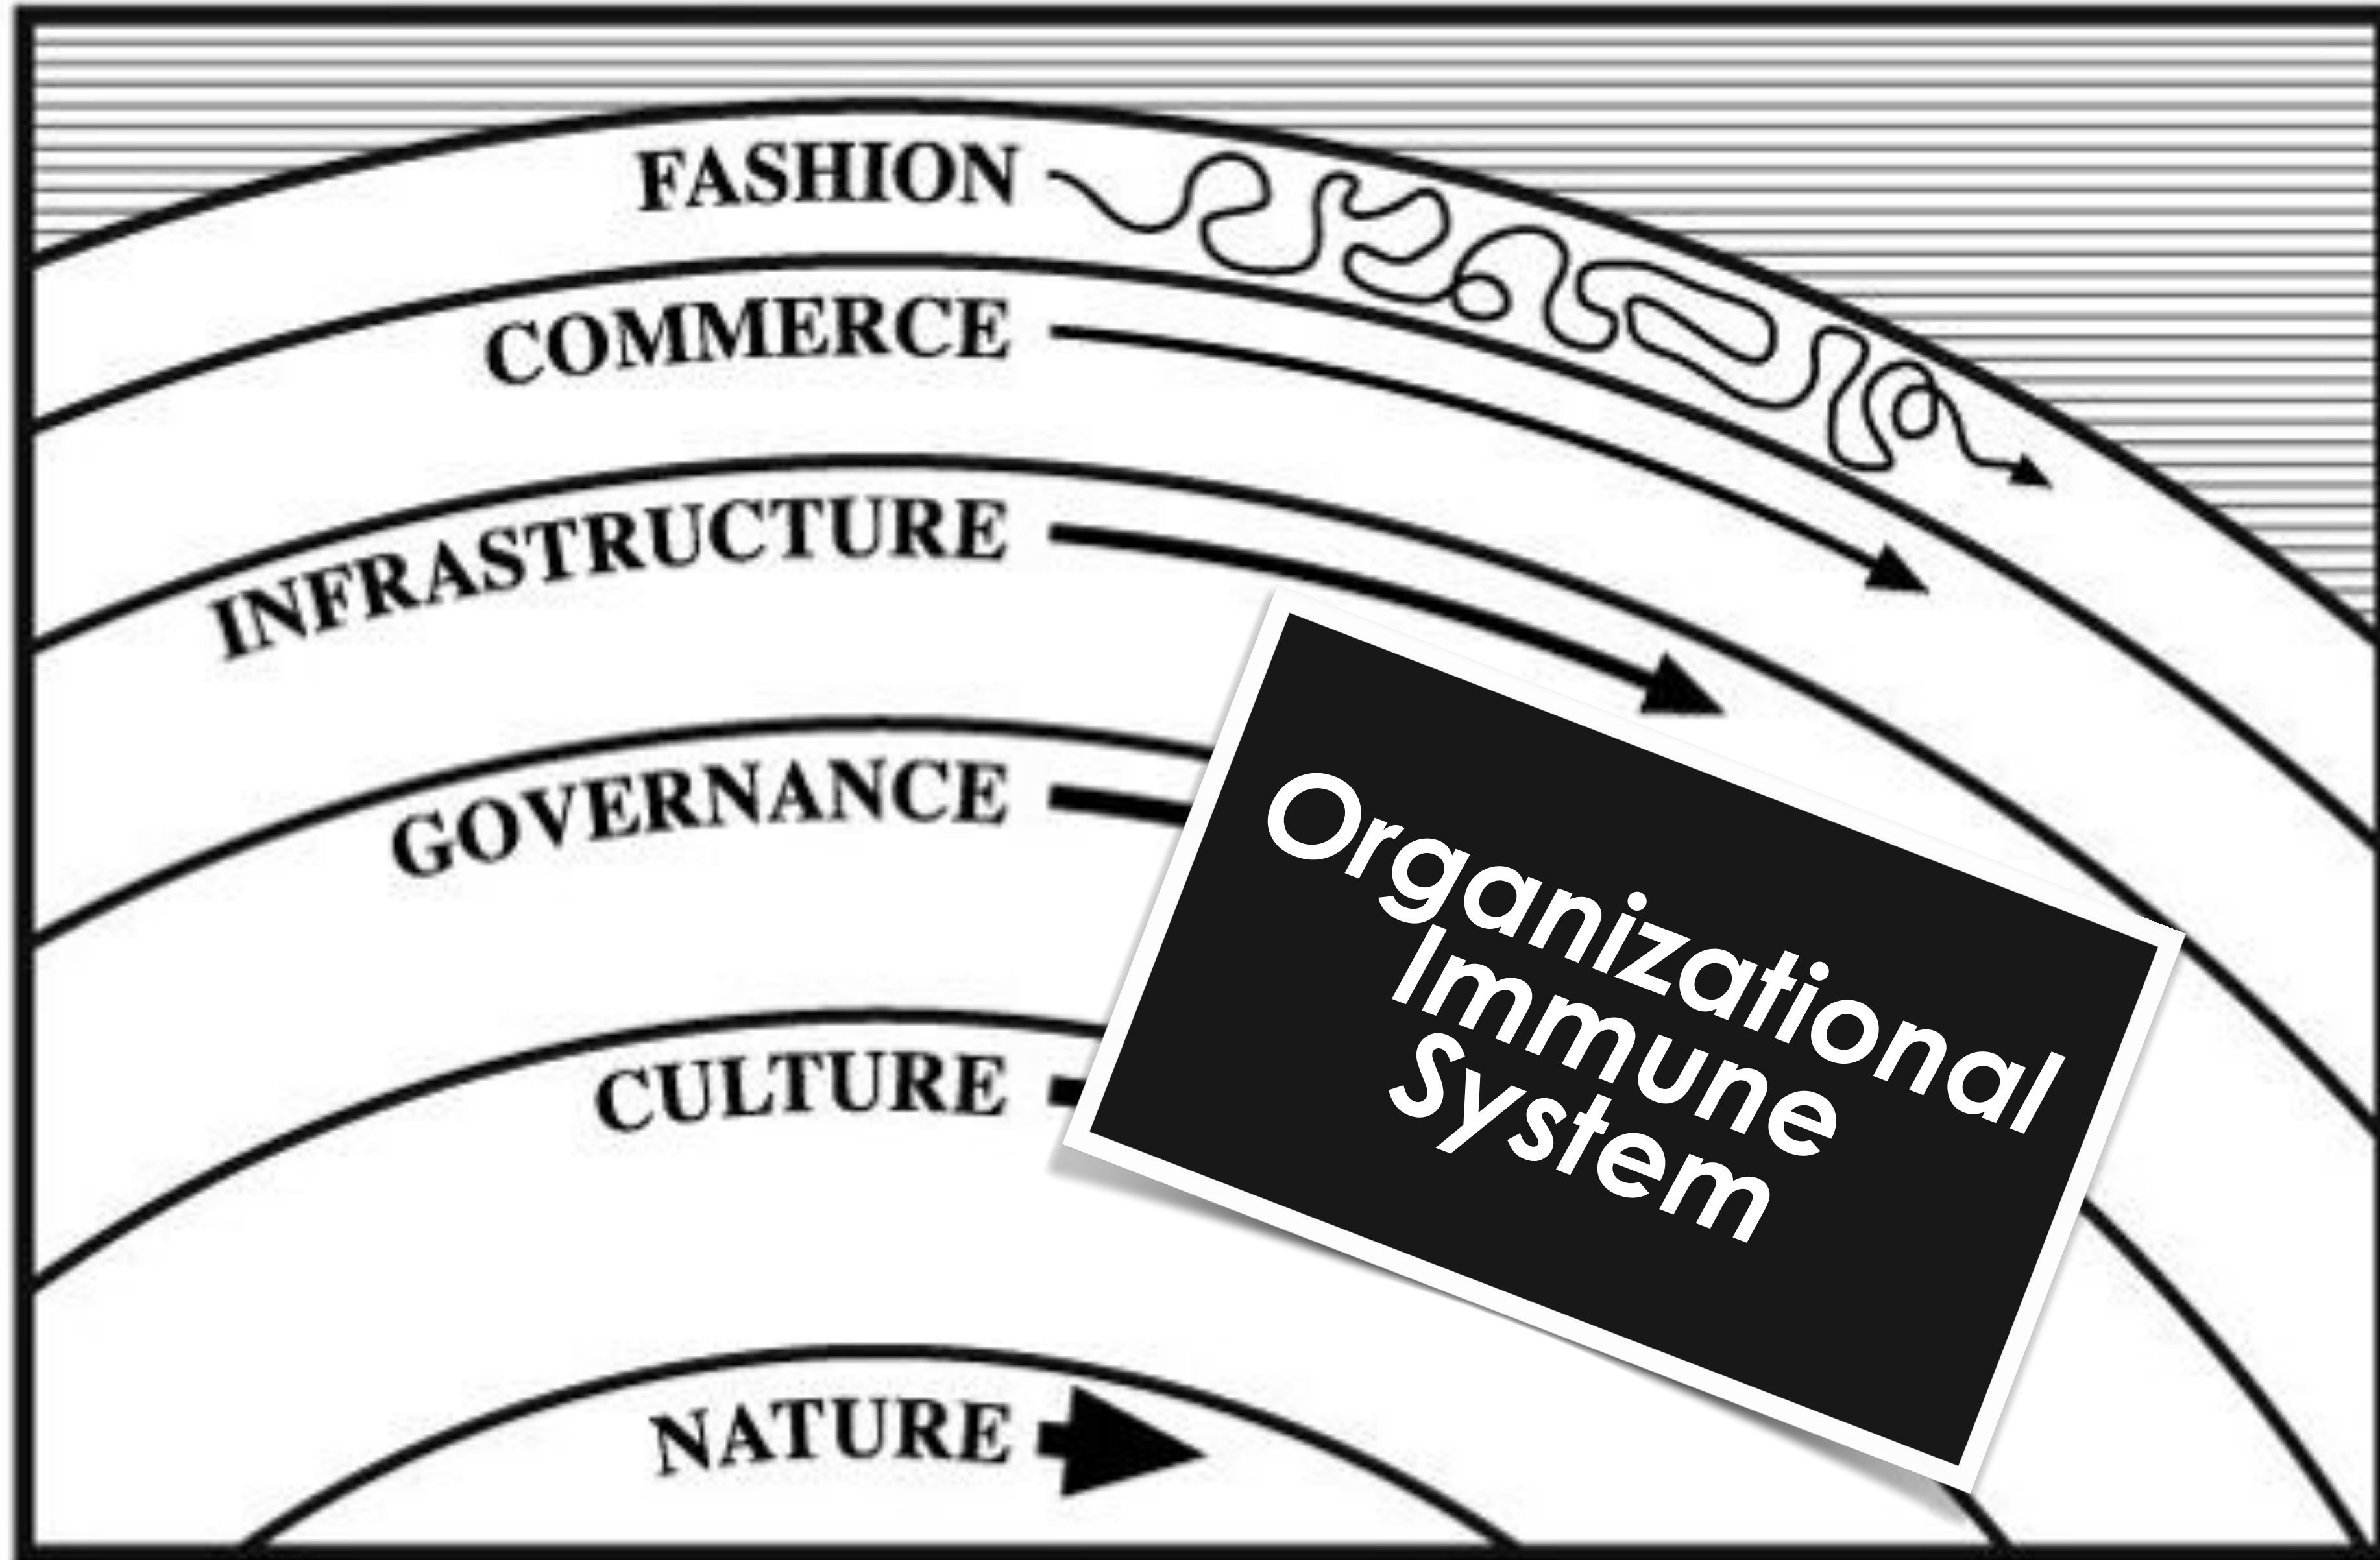 FASHION
COMMERCE
INFRASTRUCTURE
GOVERNANCE
CULTURE
NATURE
Organizational
Immune
System